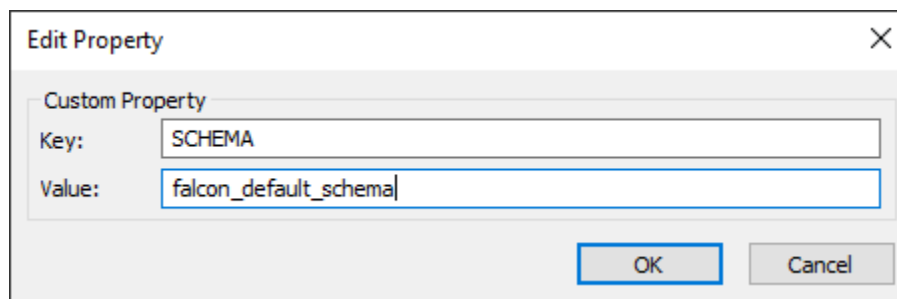 Edit Property
Custom Property
Key: SCHEMA
Value: falcon_default_schema
OK Cancel